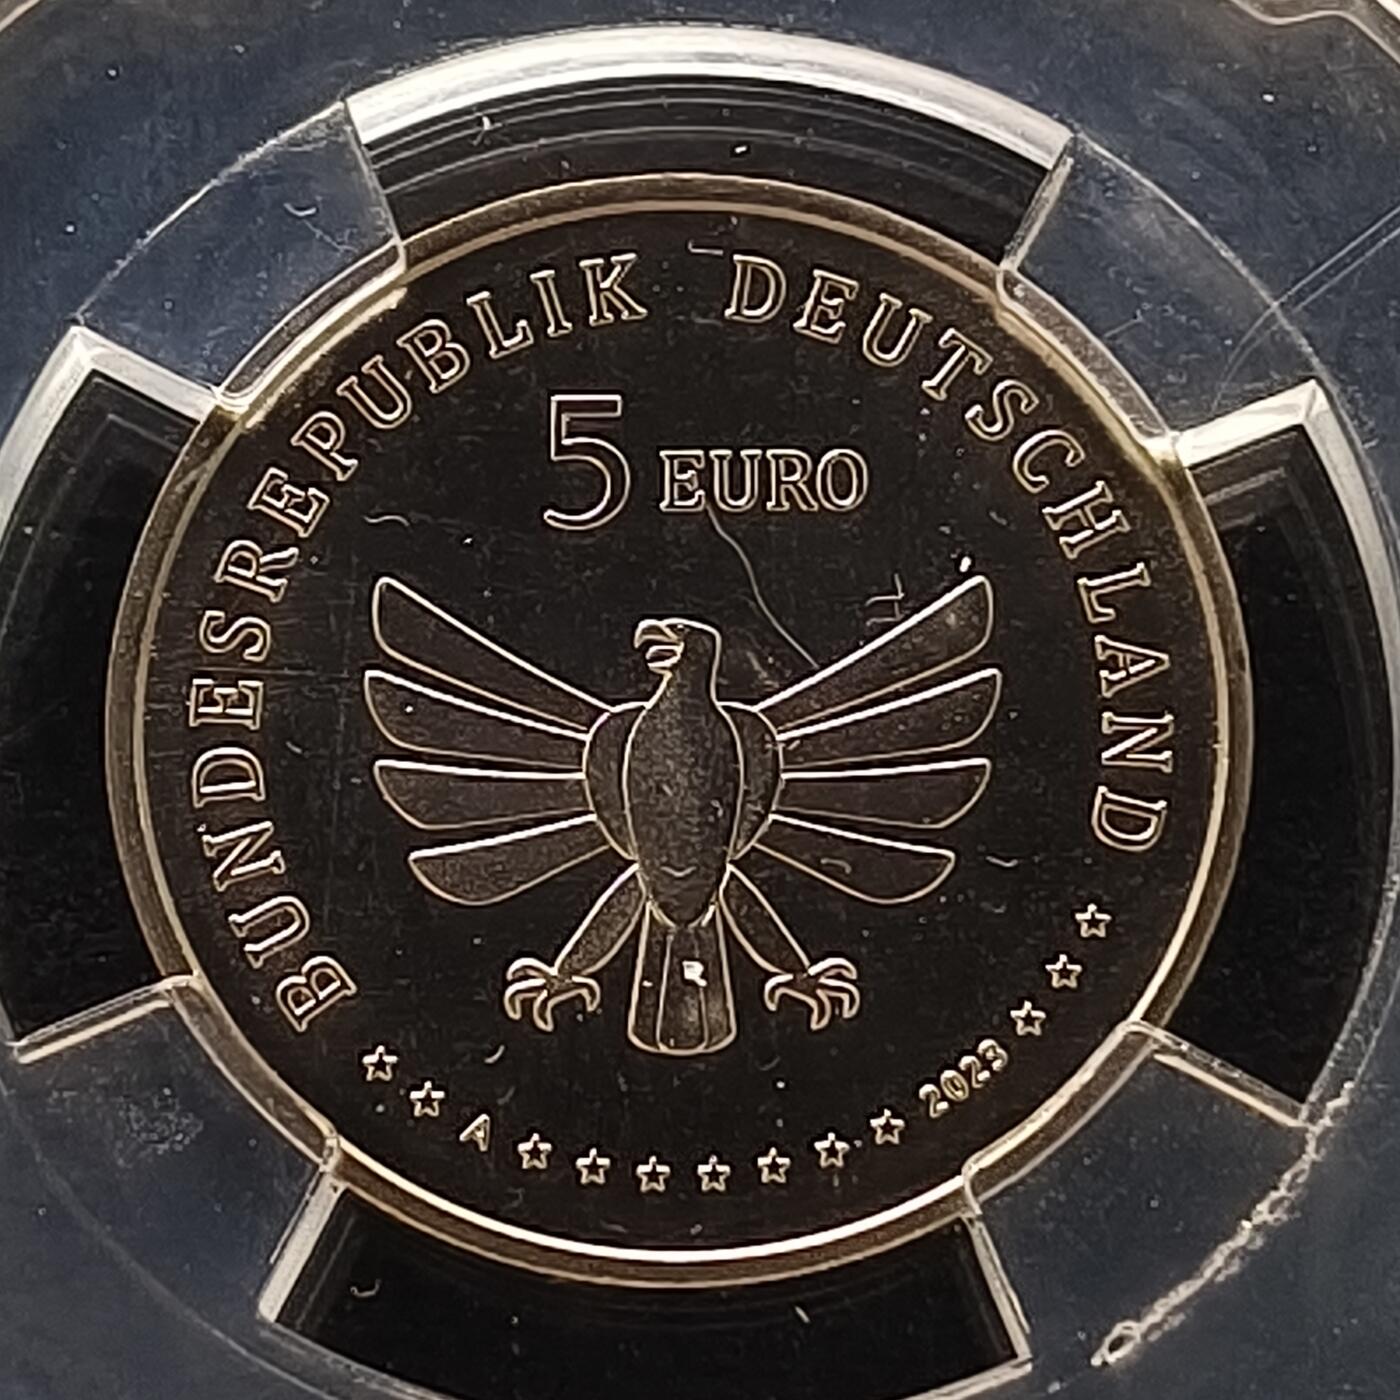 BUNDESREPUBLIK DEUTSCHLAND
5 EURO
A
2023